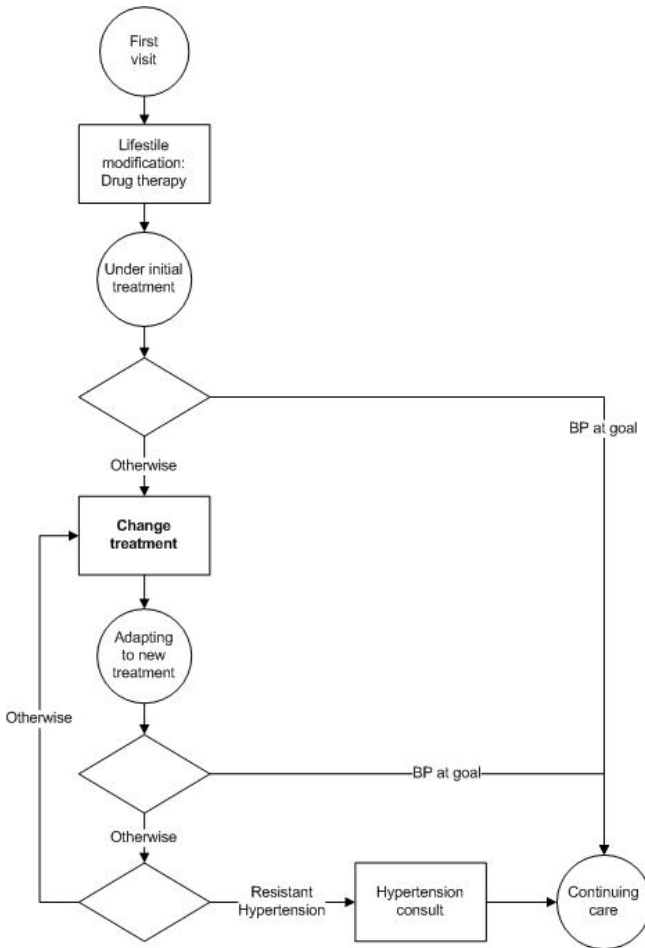 First
visit
Lifestile
modification:
Drug therapy
Under initial
treatment
BP at goal
Otherwise
Change
treatment
Adapting
to new
treatment
Otherwise
BP at goal
Otherwise
Resistant
Hypertension
Hypertension
consult
Continuing
care